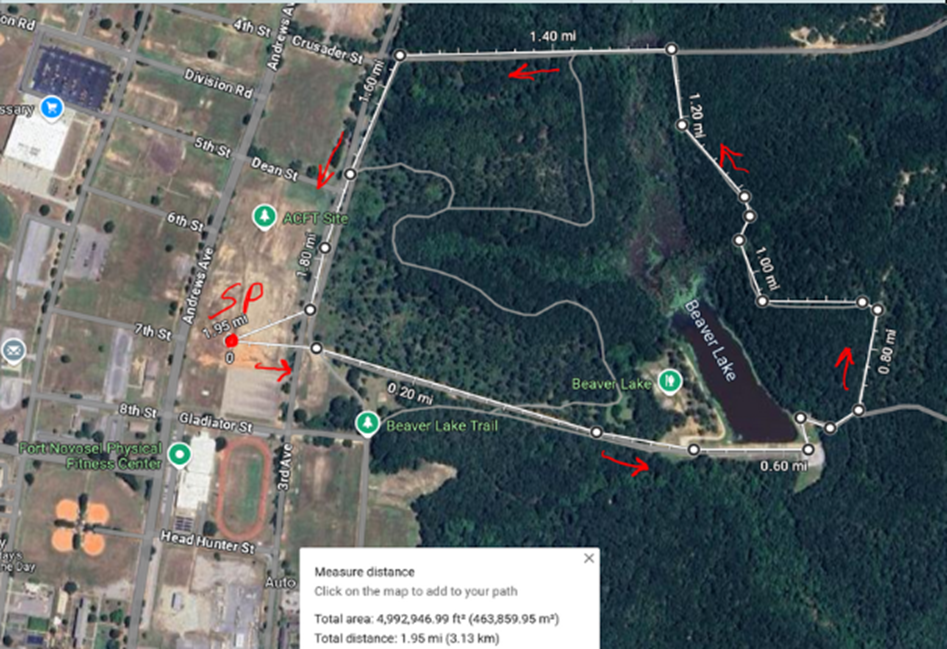 on Rd
4th St
Crusader St
Andrews Av
Division Rd
1.40 mi
1.60 mi
1.20 mi
ssary
5th St
Dean St
6th St
ACFT Site
1.80 mi
1.00 mi
Andrews Ave
SP
1.95 mi
7th St
0
Beaver Lake
0.80 mi
Beaver Lake
0.20 mi
8th St
Gladiator St
Beaver Lake Trail
Fort Novosel Physical
Fitness Center
3rd Ave
0.60 mi
Head Hunter St
ay's
he Day
Auto
Measure distance
Click on the map to add to your path
Total area: 4,992,946.99 ft² (463,859.95 m²)
Total distance: 1.95 mi (3.13 km)